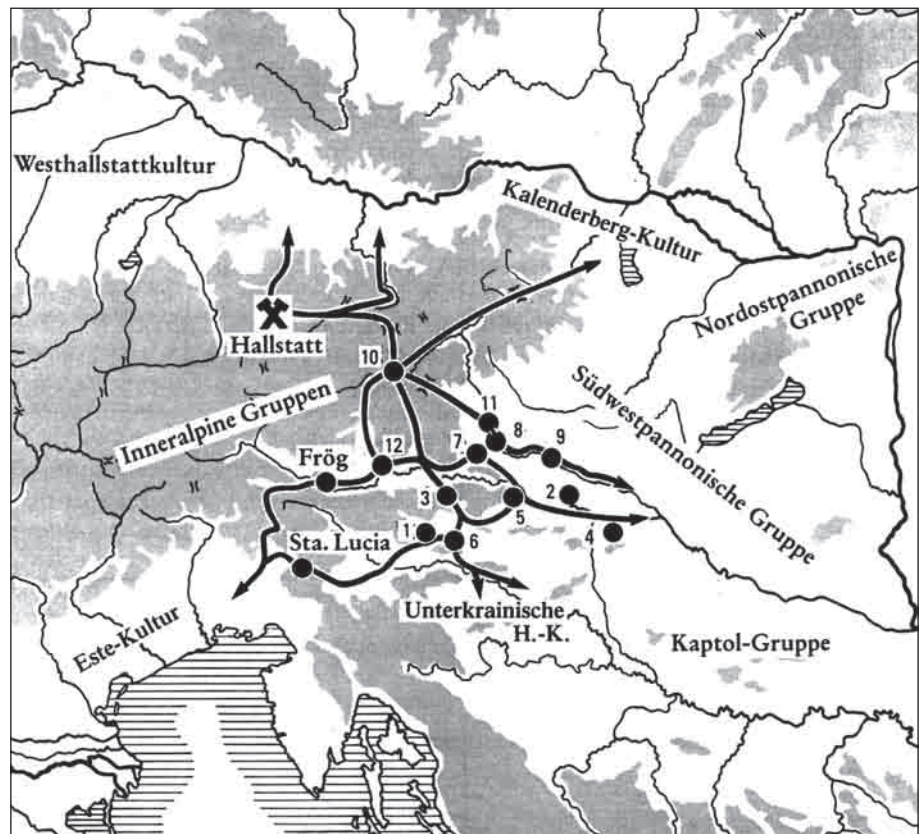 Westhallstattkultur
Kalenderberg-Kultur
Nordostpannonische
Gruppe
Hallstatt
10
Inneralpine Gruppen
Südwestpannonische Gruppe
11
8
7
9
12
Frög
3
5
2
1
6
4
Sta. Lucia
Unterkrainische
H.-K.
Este-Kultur
Kaptol-Gruppe